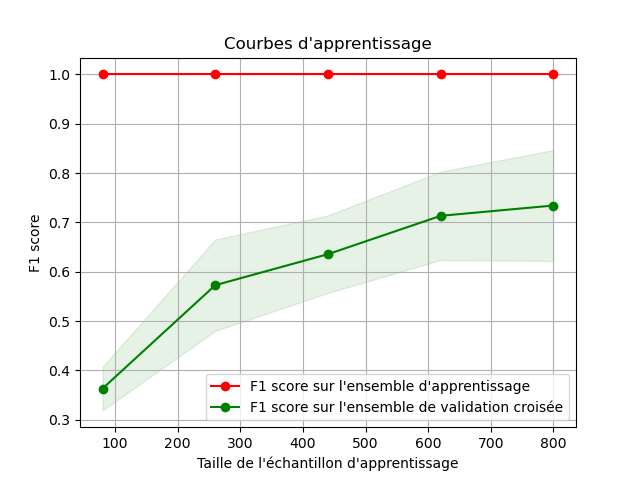 Courbes d'apprentissage
1.0
0.9
0.8
0.7
0.6
0.5
0.4
0.3
F1 score
F1 score sur l'ensemble d'apprentissage
F1 score sur l'ensemble de validation croisée
100 200 300 400 500 600 700 800
Taille de l'échantillon d'apprentissage